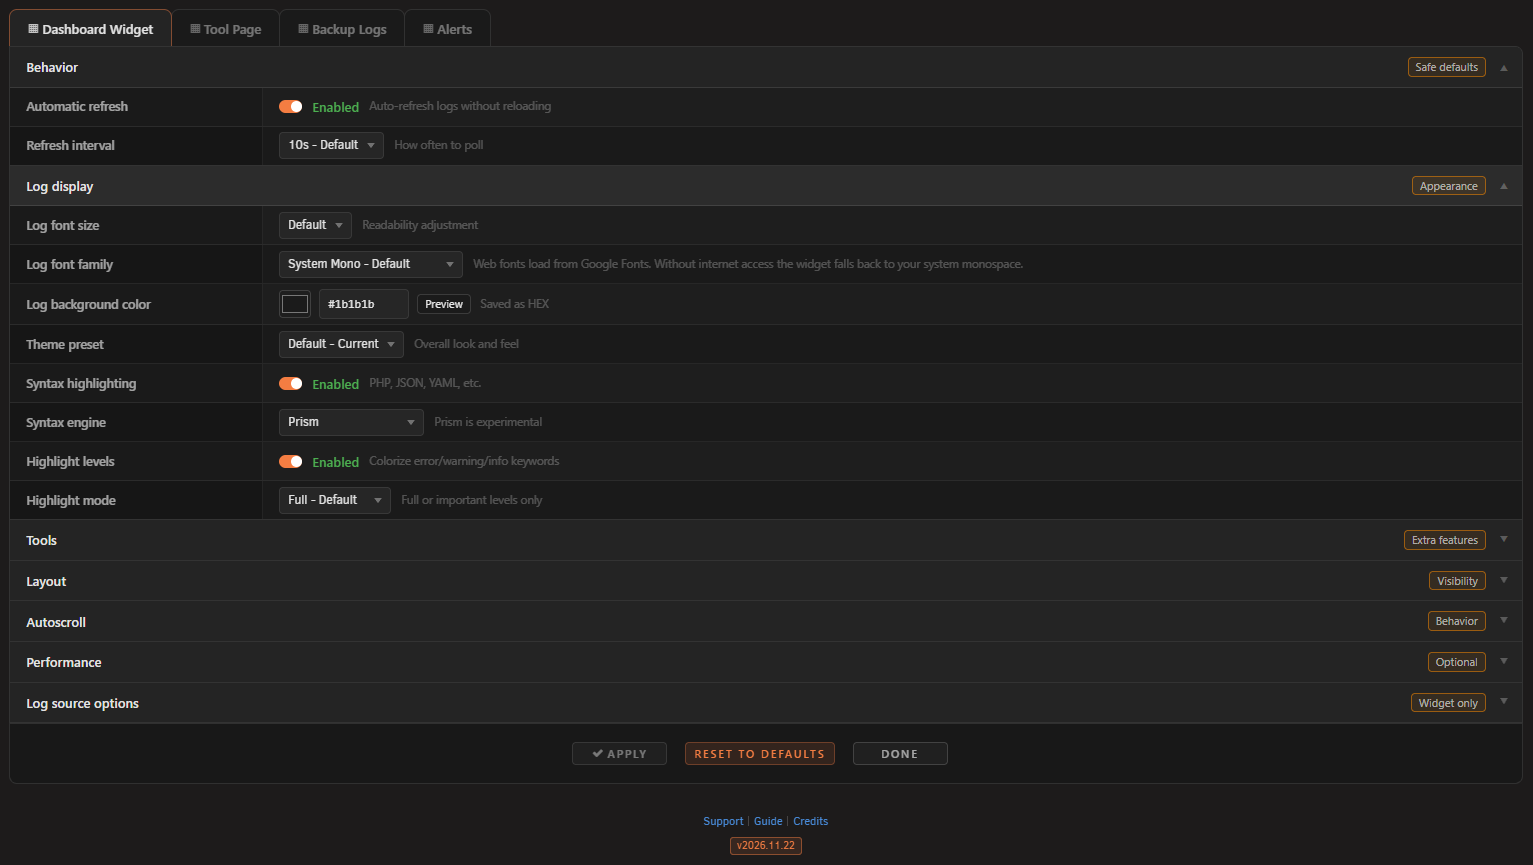 Dashboard Widget Tool Page Backup Logs Alerts
Behavior Safe defaults
Automatic refresh Enabled Auto-refresh logs without reloading
Refresh interval 10s - Default How often to poll
Log display Appearance
Log font size Default Readability adjustment
Log font family System Mono - Default Web fonts load from Google Fonts. Without internet access the widget falls back to your system monospace.
Log background color #1b1b1b Preview Saved as HEX
Theme preset Default - Current Overall look and feel
Syntax highlighting Enabled PHP, JSON, YAML, etc.
Syntax engine Prism Prism is experimental
Highlight levels Enabled Colorize error/warning/info keywords
Highlight mode Full - Default Full or important levels only
Tools Extra features
Layout Visibility
Autoscroll Behavior
Performance Optional
Log source options Widget only
APPLY RESET TO DEFAULTS DONE
Support | Guide | Credits
v2026.11.22